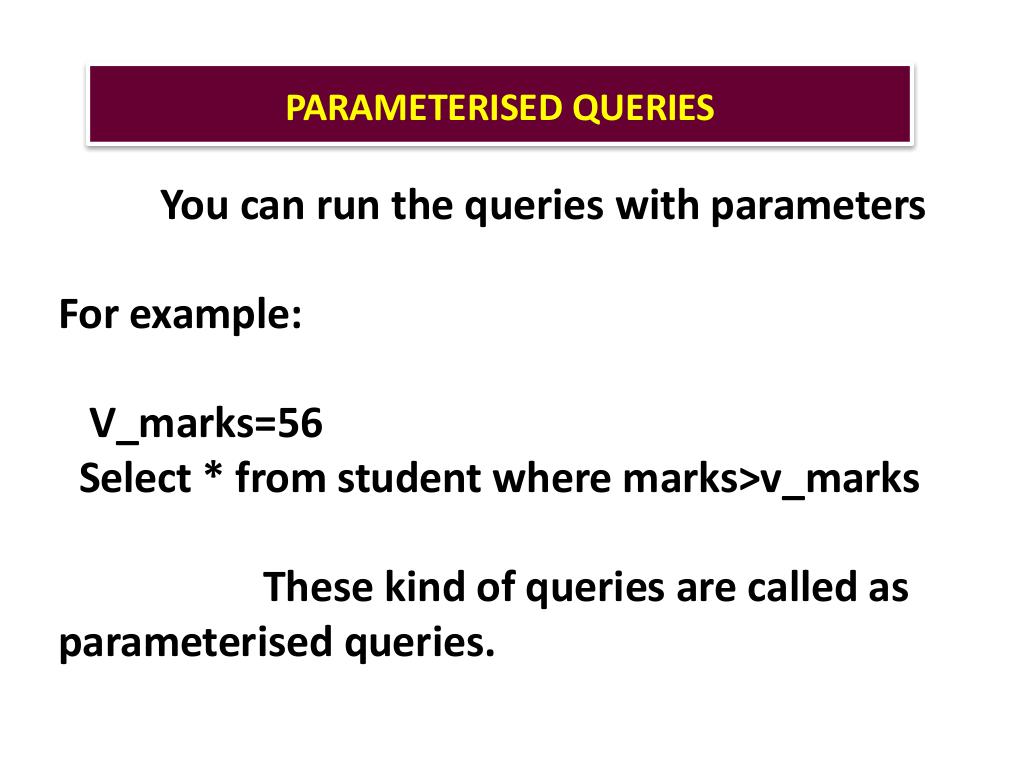 PARAMETERISED QUERIES
You can run the queries with parameters
For example:
V_marks=56
Select * from student where marks>v_marks
These kind of queries are called as
parameterised queries.